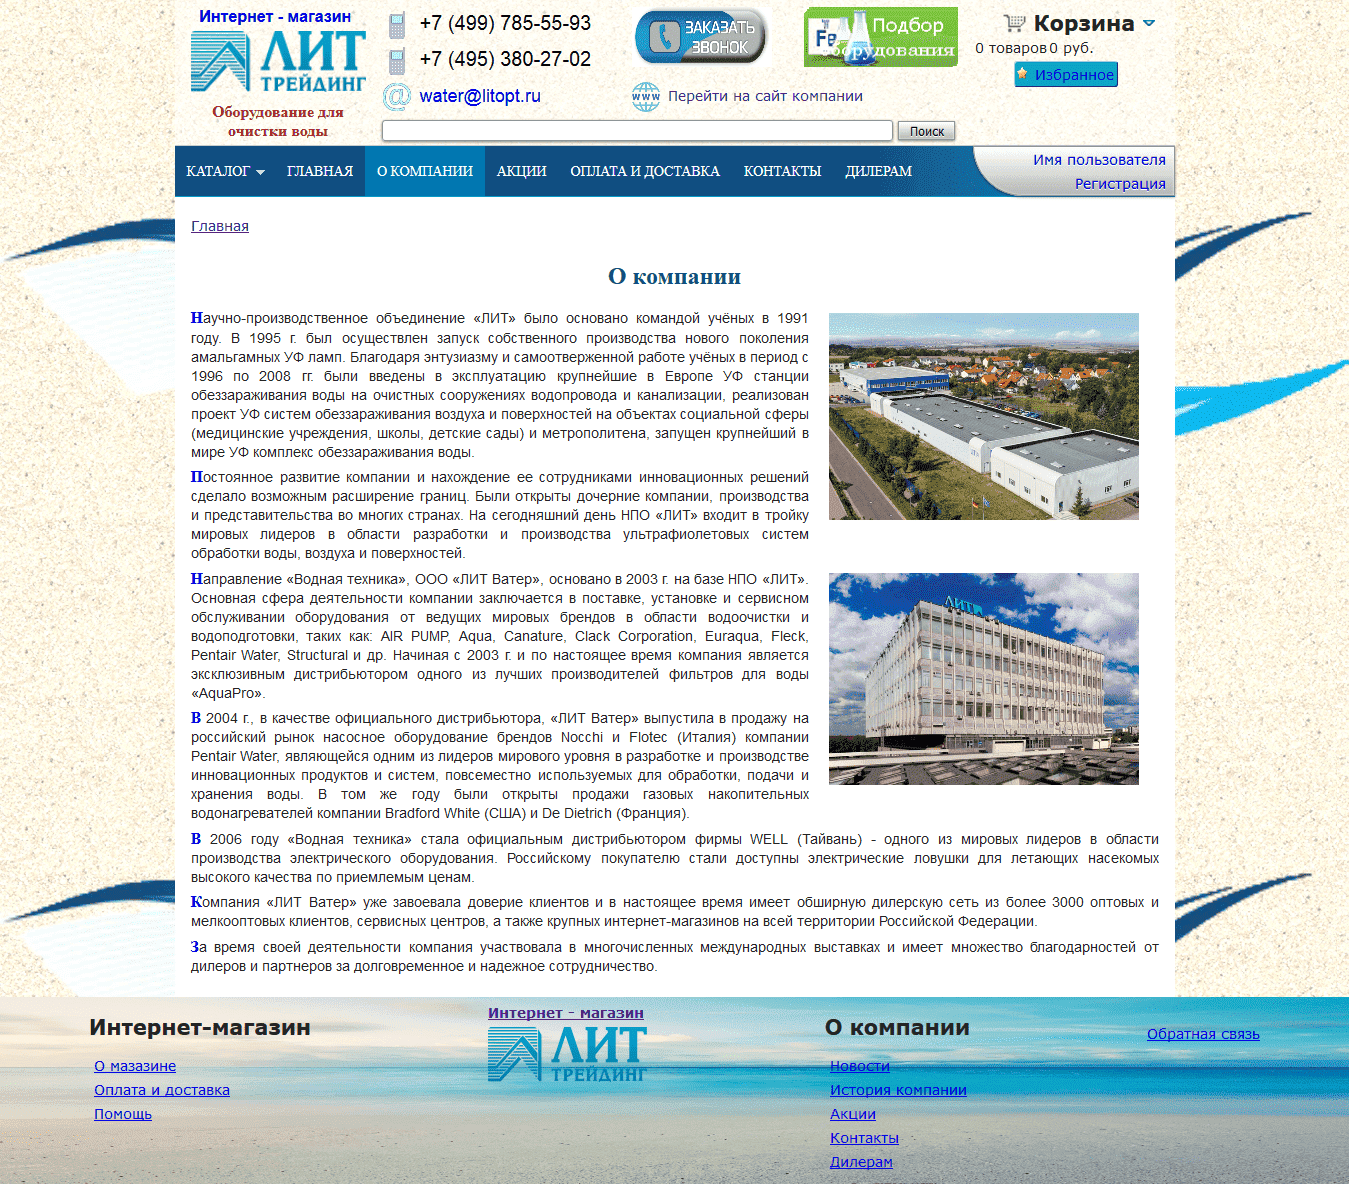 Интернет - магазин
ЛИТ
ТРЕЙДИНГ
Оборудование для
очистки воды
+7 (499) 785-55-93
+7 (495) 380-27-02
water@litopt.ru
ЗАКАЗАТЬ
ЗВОНОК
Перейти на сайт компании
Fe
Подбор
оборудования
Корзина
0 товаров 0 руб.
Избранное
Поиск
КАТАЛОГ ГЛАВНАЯ О КОМПАНИИ АКЦИИ ОПЛАТА И ДОСТАВКА КОНТАКТЫ ДИЛЕРАМ
Имя пользователя
Регистрация
Главная
О компании
Научно-производственное объединение «ЛИТ» было основано командой учёных в 1991
году. В 1995 г. был осуществлен запуск собственного производства нового поколения
амальгамных УФ ламп. Благодаря энтузиазму и самоотверженной работе учёных в период с
1996 по 2008 гг. были введены в эксплуатацию крупнейшие в Европе УФ станции
обеззараживания воды на очистных сооружениях водопровода и канализации, реализован
проект УФ систем обеззараживания воздуха и поверхностей на объектах социальной сферы
(медицинские учреждения, школы, детские сады) и метрополитена, запущен крупнейший в
мире УФ комплекс обеззараживания воды.
Постоянное развитие компании и нахождение ее сотрудниками инновационных решений
сделало возможным расширение границ. Были открыты дочерние компании, производства
и представительства во многих странах. На сегодняшний день НПО «ЛИТ» входит в тройку
мировых лидеров в области разработки и производства ультрафиолетовых систем
обработки воды, воздуха и поверхностей.
Направление «Водная техника», ООО «ЛИТ Ватер», основано в 2003 г. на базе НПО «ЛИТ».
Основная сфера деятельности компании заключается в поставке, установке и сервисном
обслуживании оборудования от ведущих мировых брендов в области водоочистки и
водоподготовки, таких как: AIR PUMP, Aqua, Canature, Clack Corporation, Euraqua, Fleck,
Pentair Water, Structural и др. Начиная с 2003 г. и по настоящее время компания является
эксклюзивным дистрибьютором одного из лучших производителей фильтров для воды
«AquaPro».
В 2004 г., в качестве официального дистрибьютора, «ЛИТ Ватер» выпустила в продажу на
российский рынок насосное оборудование брендов Nocchi и Flotec (Италия) компании
Pentair Water, являющейся одним из лидеров мирового уровня в разработке и производстве
инновационных продуктов и систем, повсеместно используемых для обработки, подачи и
хранения воды. В том же году были открыты продажи газовых накопительных
водонагревателей компании Bradford White (США) и De Dietrich (Франция).
ЛИТ
В 2006 году «Водная техника» стала официальным дистрибьютором фирмы WELL (Тайвань) - одного из мировых лидеров в области
производства электрического оборудования. Российскому покупателю стали доступны электрические ловушки для летающих насекомых
высокого качества по приемлемым ценам.
Компания «ЛИТ Ватер» уже завоевала доверие клиентов и в настоящее время имеет обширную дилерскую сеть из более 3000 оптовых и
мелкооптовых клиентов, сервисных центров, а также крупных интернет-магазинов на всей территории Российской Федерации.
За время своей деятельности компания участвовала в многочисленных международных выставках и имеет множество благодарностей от
дилеров и партнеров за долговременное и надежное сотрудничество.
Интернет-магазин
О мазазине
Оплата и доставка
Помощь
Интернет - магазин
ЛИТ
ТРЕЙДИНГ
О компании
Новости
История компании
Акции
Контакты
Дилерам
Обратная связь